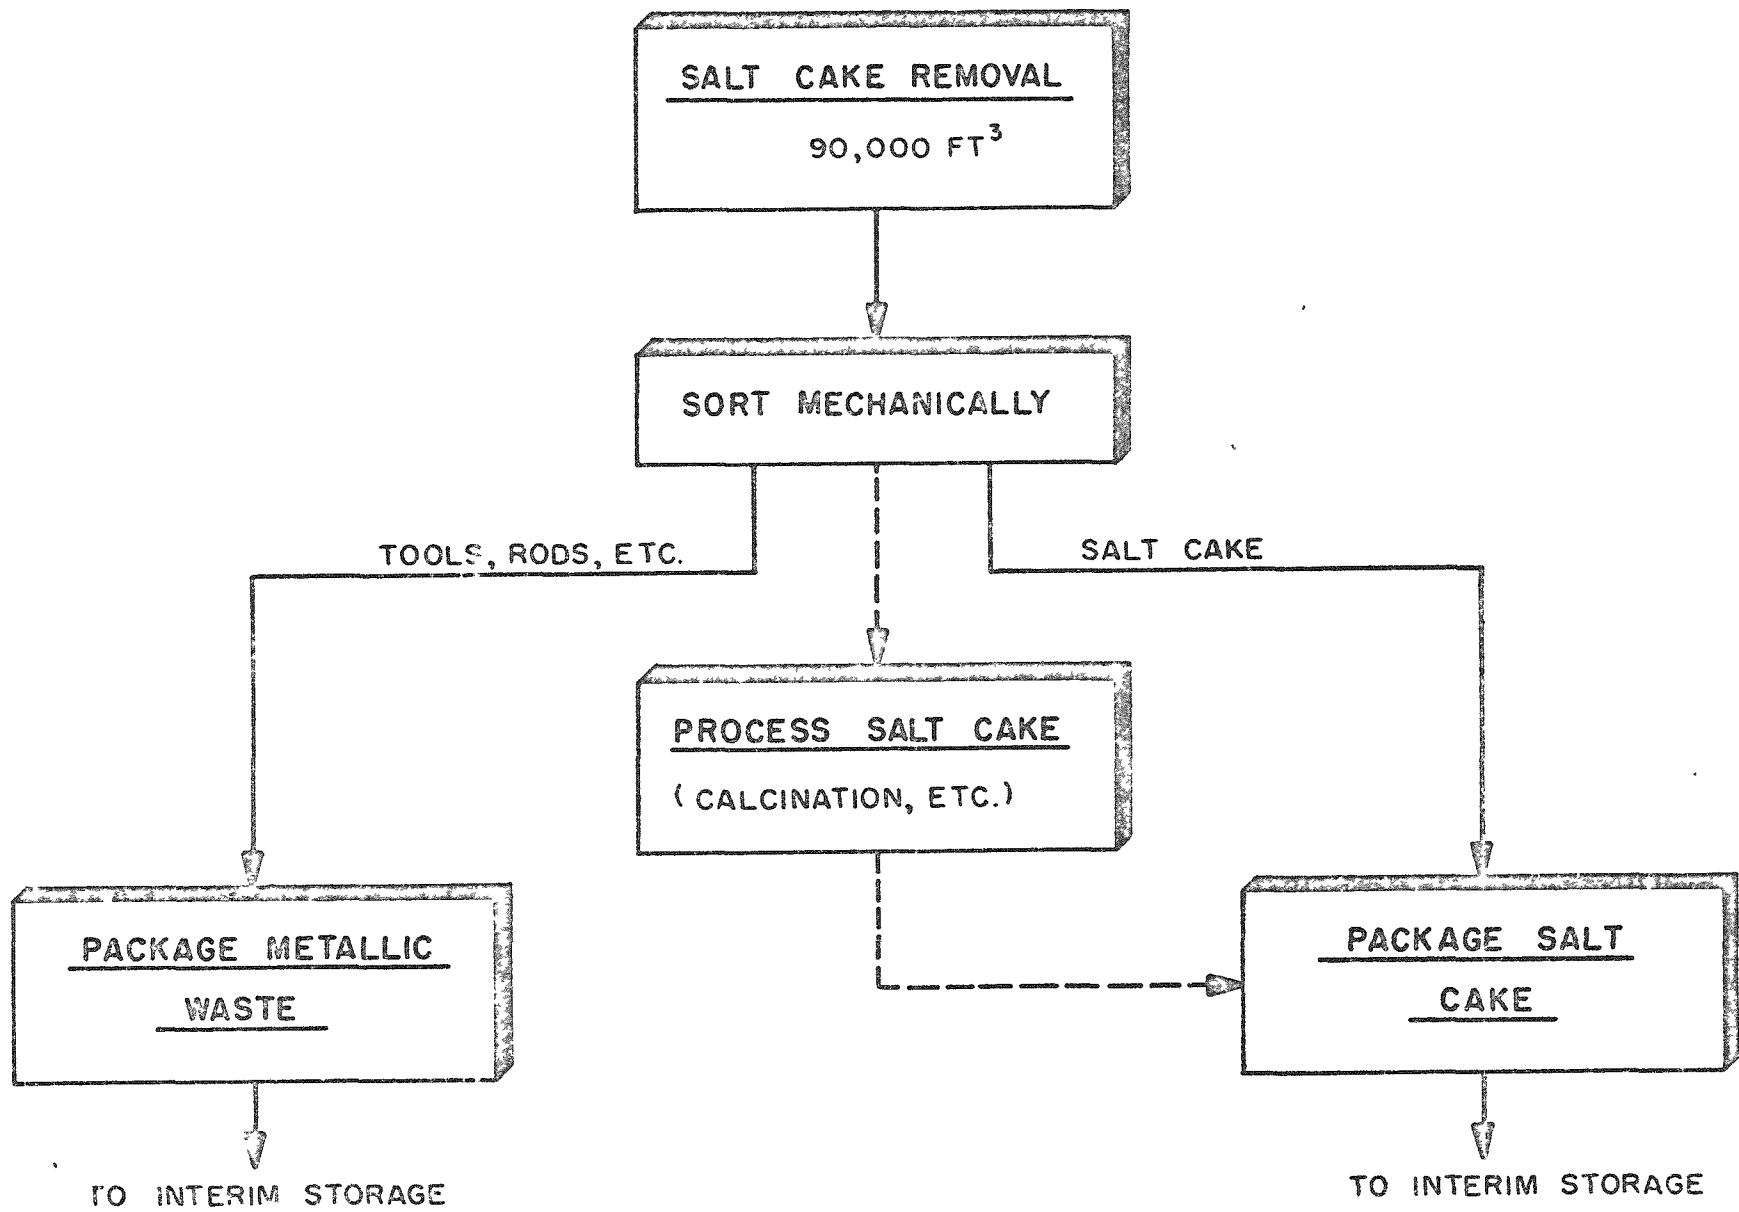 SALT CAKE REMOVAL
90,000 FT³
SORT MECHANICALLY
TOOLS, RODS, ETC.
SALT CAKE
PROCESS SALT CAKE
(CALCINATION, ETC.)
PACKAGE METALLIC
WASTE
PACKAGE SALT
CAKE
TO INTERIM STORAGE
TO INTERIM STORAGE